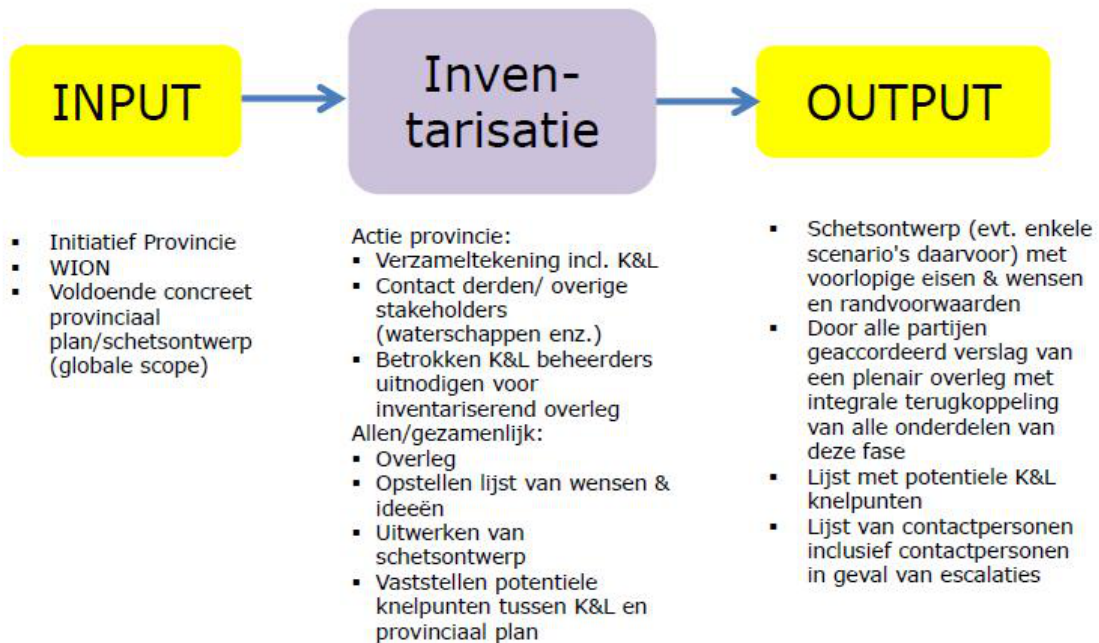 INPUT
Inven-
tarisatie
OUTPUT
▪ Initiatief Provincie
▪ WION
▪ Voldoende concreet
provinciaal
plan/schetsontwerp
(globale scope)
Actie provincie:
▪ Verzameltekening incl. K&L
▪ Contact derden/ overige
stakeholders
(waterschappen enz.)
▪ Betrokken K&L beheerders
uitnodigen voor
inventariserend overleg
Allen/gezamenlijk:
▪ Overleg
▪ Opstellen lijst van wensen &
ideeën
▪ Uitwerken van
schetsontwerp
▪ Vaststellen potentiele
knelpunten tussen K&L en
provinciaal plan
▪ Schetsontwerp (evt. enkele
scenario's daarvoor) met
voorlopige eisen & wensen
en randvoorwaarden
▪ Door alle partijen
geaccordeerd verslag van
een plenair overleg met
integrale terugkoppeling
van alle onderdelen van
deze fase
▪ Lijst met potentiele K&L
knelpunten
▪ Lijst van contactpersonen
inclusief contactpersonen
in geval van escalaties